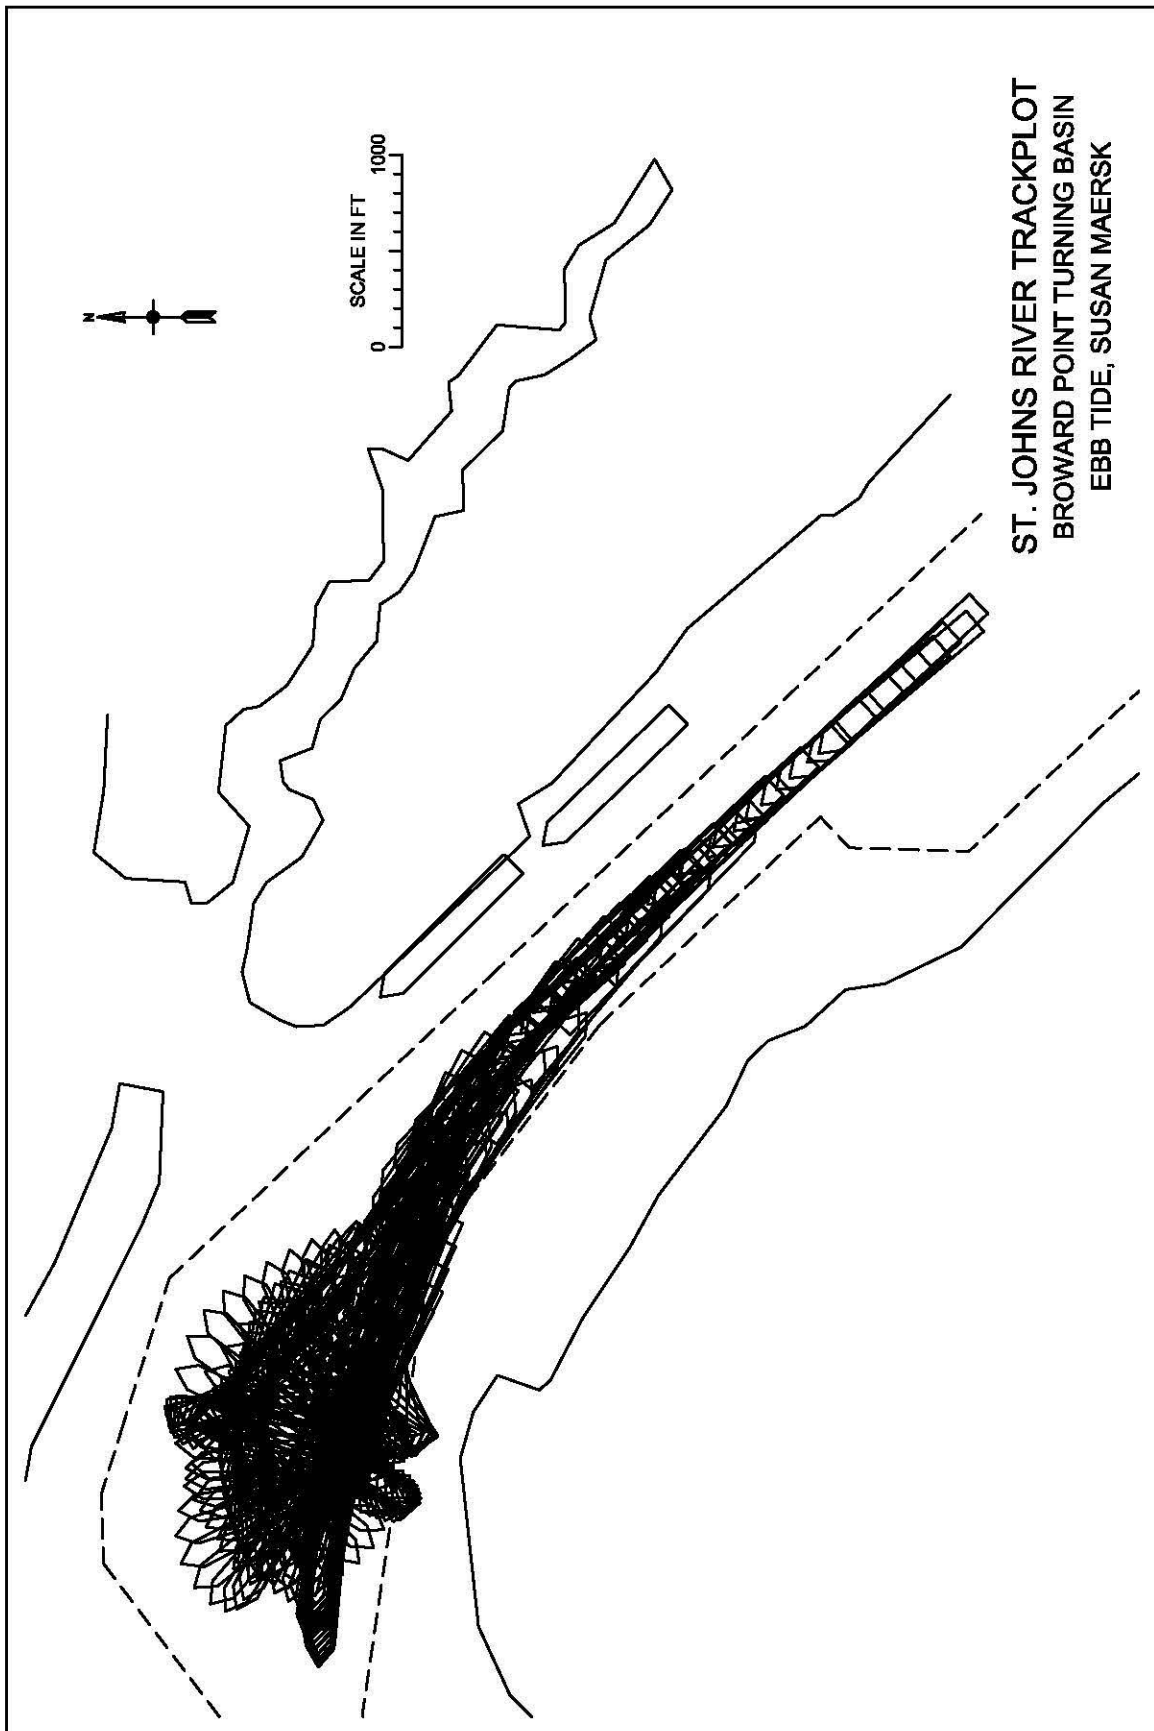 N
SCALE IN FT
0 1000
ST. JOHNS RIVER TRACKPLOT
BROWARD POINT TURNING BASIN
EBB TIDE, SUSAN MAERSK